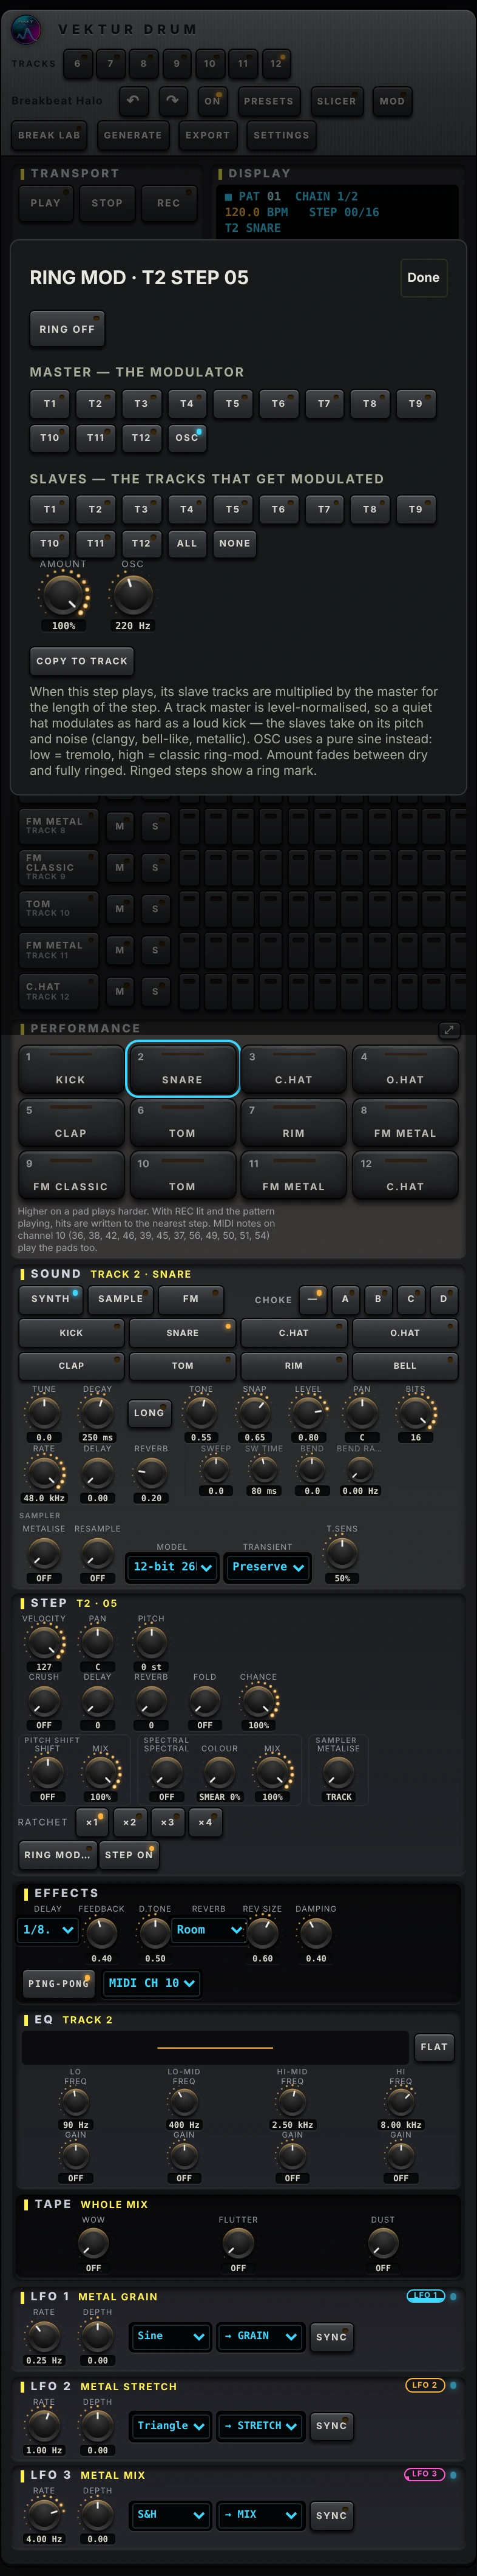 VEKTUR DRUM
TRACKS 6 7 8 9 10 11 12
Breakbeat Halo ↶ ↷ ON PRESETS SLICER MOD
BREAK LAB GENERATE EXPORT SETTINGS
TRANSPORT
PLAY STOP REC
DISPLAY
■ PAT 01 CHAIN 1/2
120.0 BPM STEP 00/16
T2 SNARE
RING MOD · T2 STEP 05 Done
RING OFF
MASTER — THE MODULATOR
T1 T2 T3 T4 T5 T6 T7 T8 T9
T10 T11 T12 OSC
SLAVES — THE TRACKS THAT GET MODULATED
T1 T2 T3 T4 T5 T6 T7 T8 T9
T10 T11 T12 ALL NONE
AMOUNT OSC
100% 220 Hz
COPY TO TRACK
When this step plays, its slave tracks are multiplied by the master for
the length of the step. A track master is level-normalised, so a quiet
hat modulates as hard as a loud kick — the slaves take on its pitch
and noise (clangy, bell-like, metallic). OSC uses a pure sine instead:
low = tremolo, high = classic ring-mod. Amount fades between dry
and fully ringed. Ringed steps show a ring mark.
FM METAL
TRACK 8
M S
FM
CLASSIC
TRACK 9
M S
TOM
TRACK 10
M S
FM METAL
TRACK 11
M S
C.HAT
TRACK 12
M S
PERFORMANCE
1 KICK
2 SNARE
3 C.HAT
4 O.HAT
5 CLAP
6 TOM
7 RIM
8 FM METAL
9 FM CLASSIC
10 TOM
11 FM METAL
12 C.HAT
Higher on a pad plays harder. With REC lit and the pattern
playing, hits are written to the nearest step. MIDI notes on
channel 10 (36, 38, 42, 46, 39, 45, 37, 56, 49, 50, 51, 54)
play the pads too.
SOUND TRACK 2 · SNARE
SYNTH SAMPLE FM CHOKE — A B C D
KICK SNARE C.HAT O.HAT
CLAP TOM RIM BELL
TUNE DECAY TONE SNAP LEVEL PAN BITS
LONG
0.0 250 ms 0.55 0.65 0.80 C 16
RATE DELAY REVERB SWEEP SW TIME BEND BEND RA…
48.0 kHz 0.00 0.20 0.0 80 ms 0.0 0.00 Hz
SAMPLER
METALISE RESAMPLE MODEL TRANSIENT T.SENS
12-bit 26 Preserve
OFF OFF 50%
STEP T2 · 05
VELOCITY PAN PITCH
127 C 0 st
CRUSH DELAY REVERB FOLD CHANCE
OFF 0 0 OFF 100%
PITCH SHIFT SPECTRAL SAMPLER
SHIFT MIX SPECTRAL COLOUR MIX METALISE
OFF 100% OFF SMEAR 0% 100% TRACK
RATCHET ×1 ×2 ×3 ×4
RING MOD… STEP ON
EFFECTS
DELAY FEEDBACK D.TONE REVERB REV SIZE DAMPING
1/8. Room
0.40 0.50 0.60 0.40
PING-PONG MIDI CH 10
EQ TRACK 2
FLAT
LO LO-MID HI-MID HI
FREQ FREQ FREQ FREQ
90 Hz 400 Hz 2.50 kHz 8.00 kHz
GAIN GAIN GAIN GAIN
OFF OFF OFF OFF
TAPE WHOLE MIX
WOW FLUTTER DUST
OFF OFF OFF
LFO 1 METAL GRAIN LFO 1
RATE DEPTH
Sine → GRAIN SYNC
0.25 Hz 0.00
LFO 2 METAL STRETCH LFO 2
RATE DEPTH
Triangle → STRETCH SYNC
1.00 Hz 0.00
LFO 3 METAL MIX LFO 3
RATE DEPTH
S&H → MIX SYNC
4.00 Hz 0.00